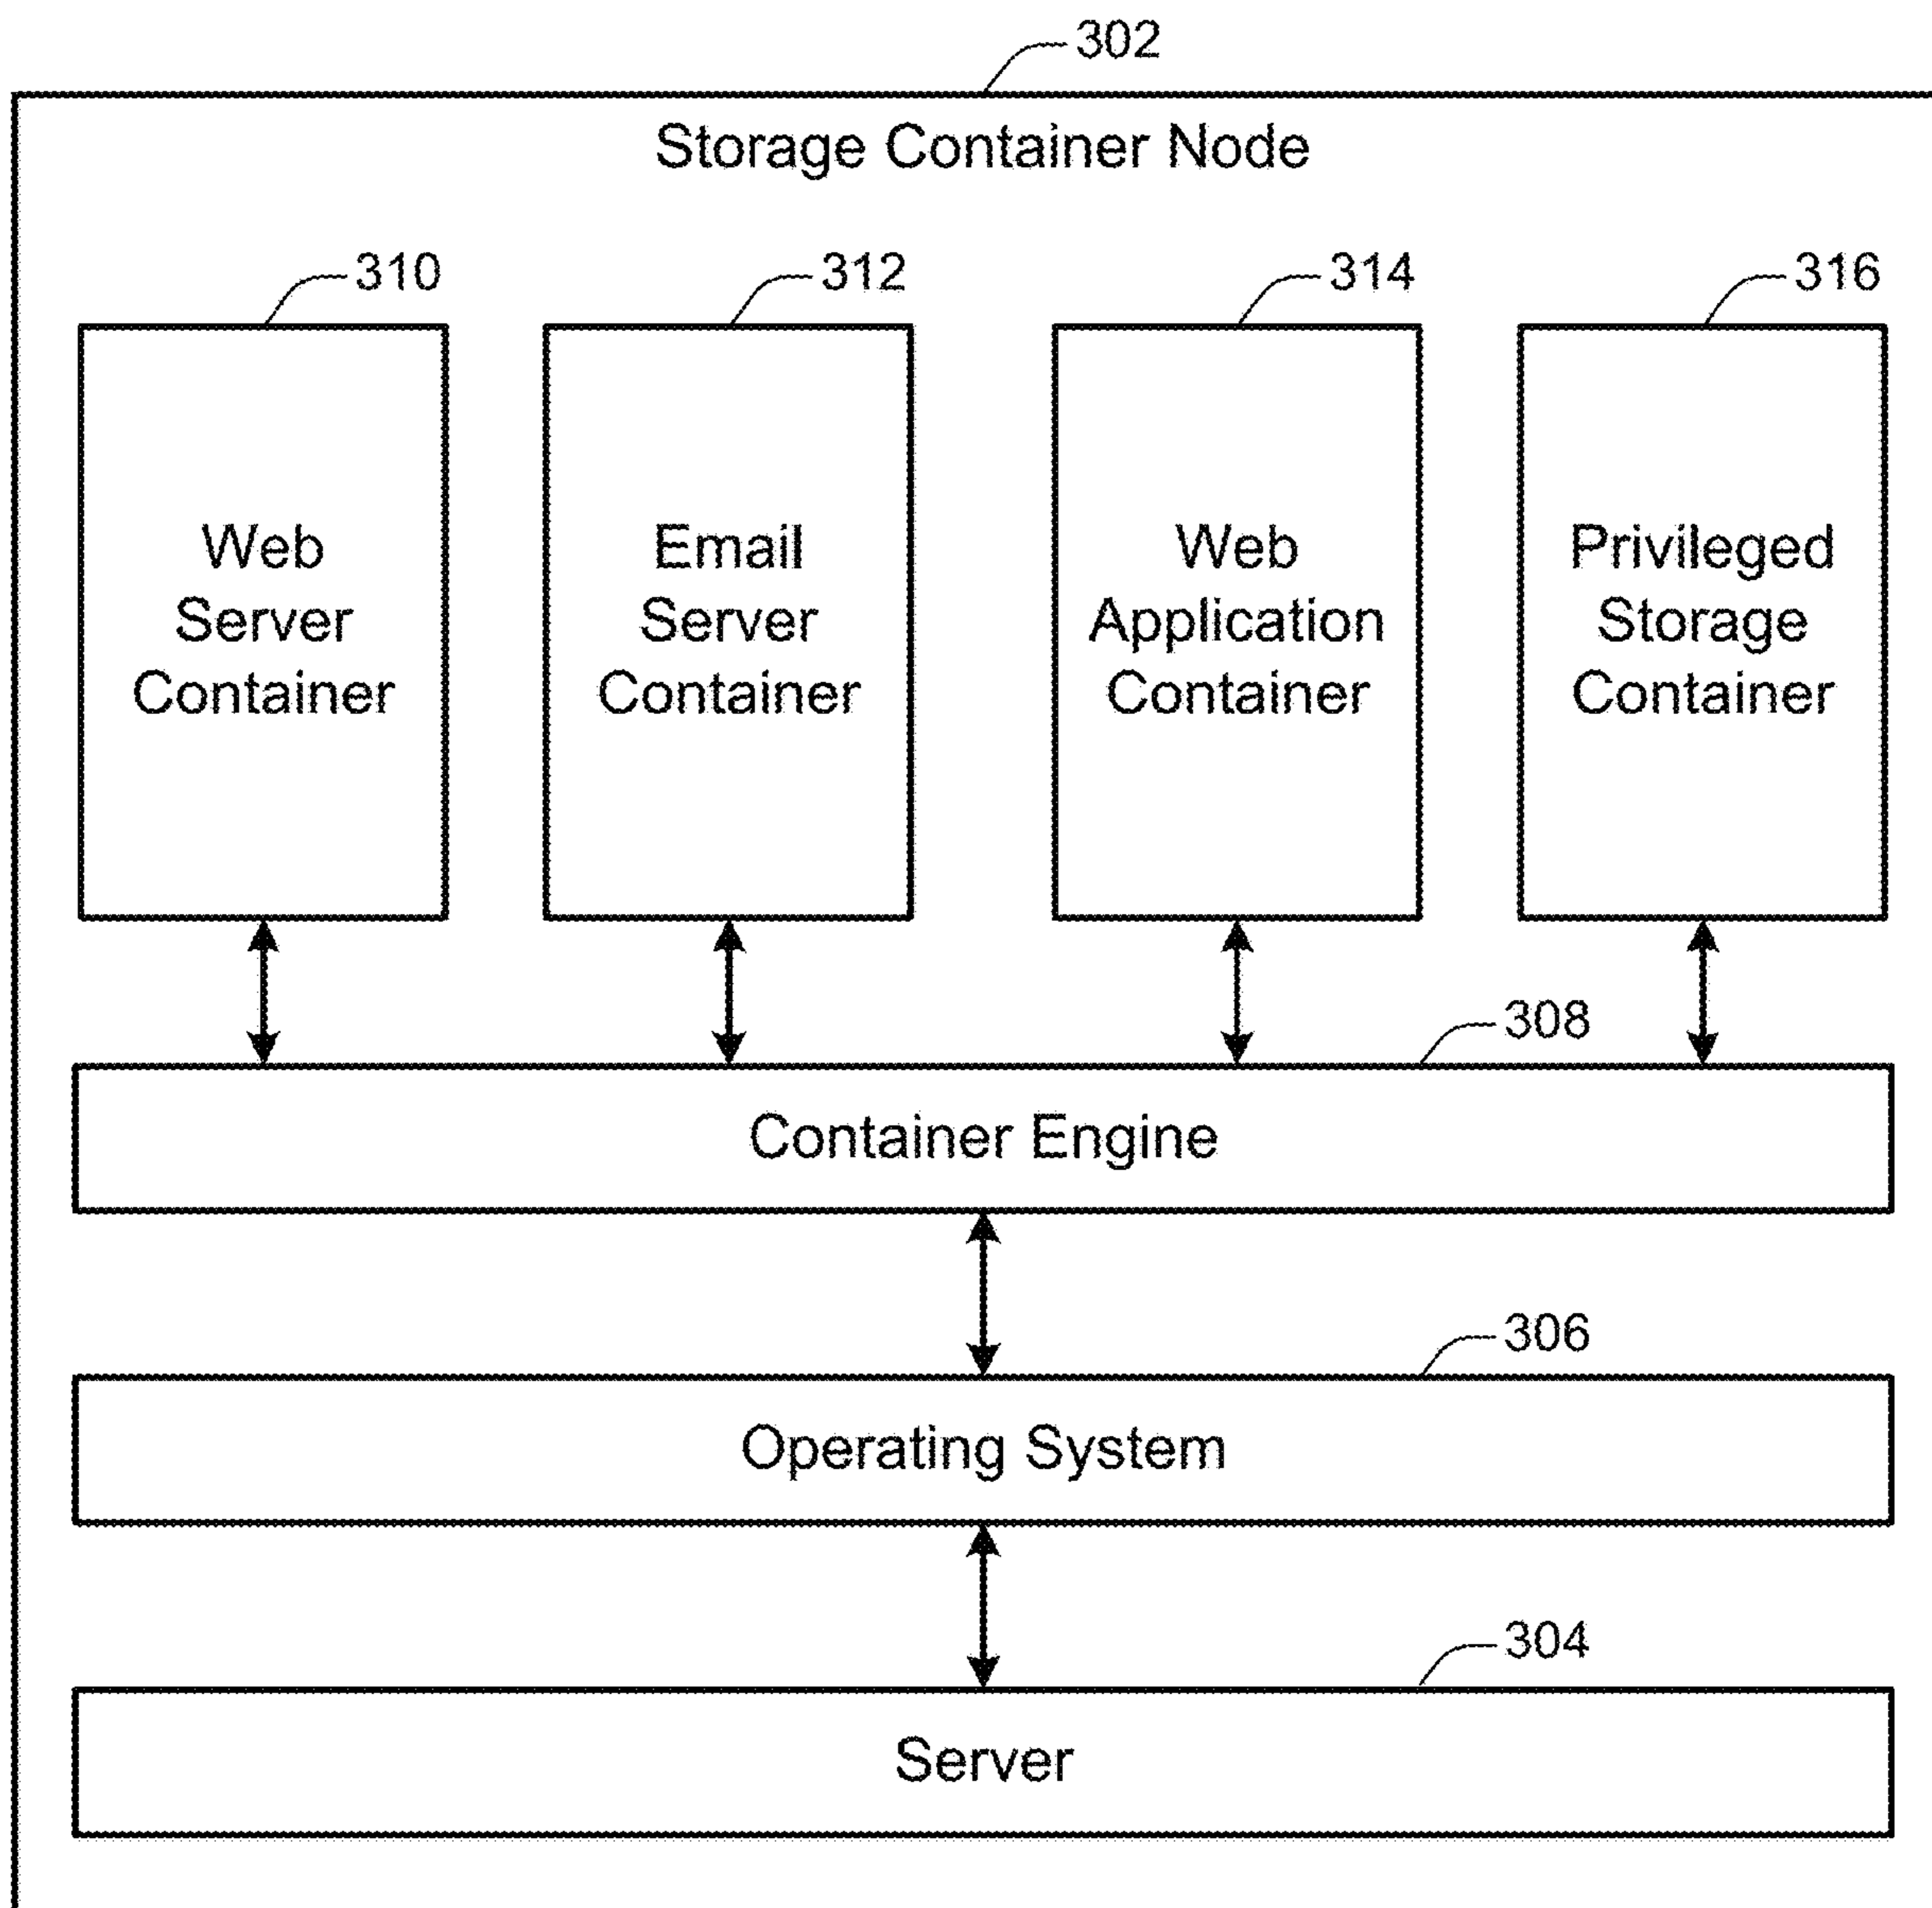 302
Storage Container Node
310
312
314
316
Web
Server
Container
Email
Server
Container
Web
Application
Container
Privileged
Storage
Container
308
Container Engine
306
Operating System
304
Server